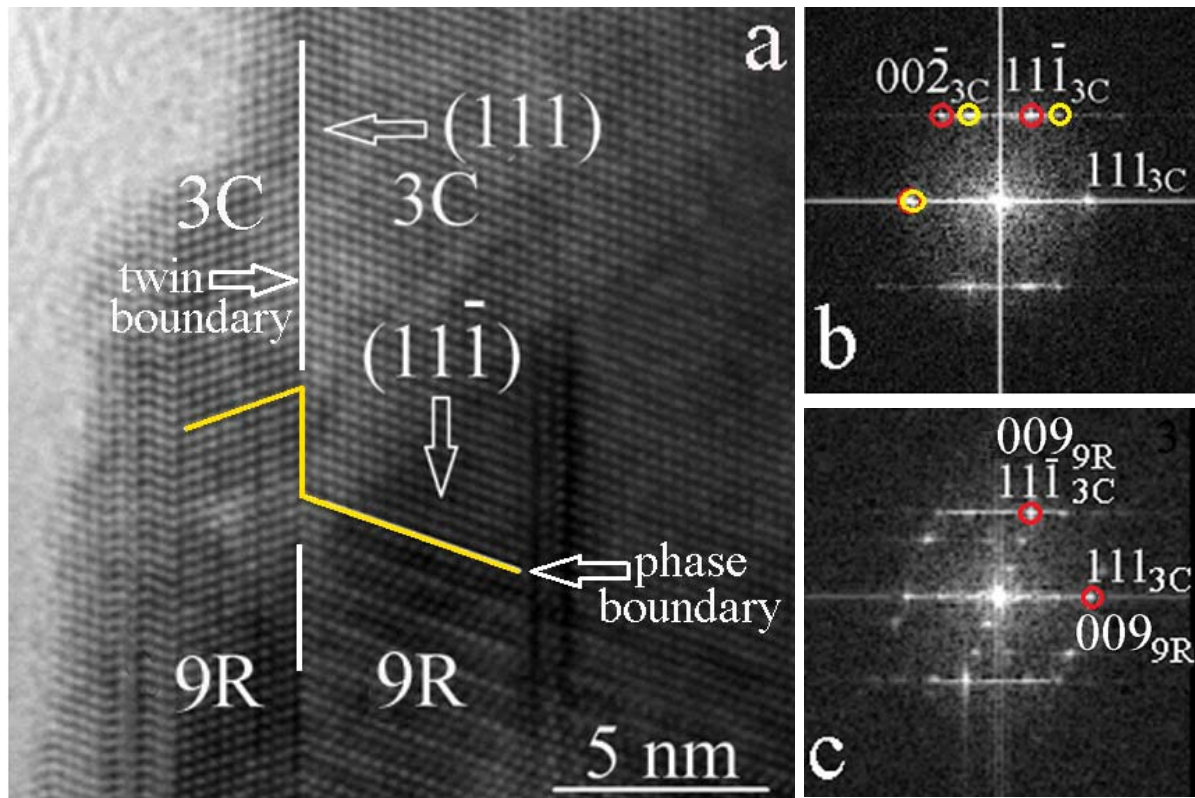 a
(111)
3C
3C
twin
boundary
(111̄)
phase
boundary
9R
9R
5 nm
002̄3C
111̄3C
1113C
b
3
0099R
111̄3C
1113C
0099R
c